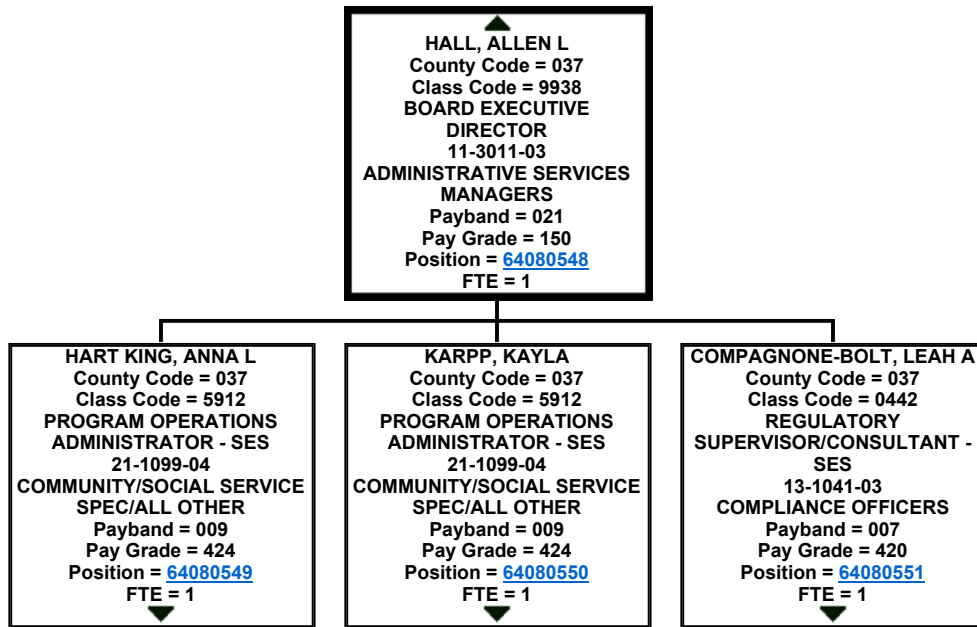 HALL, ALLEN L
County Code = 037
Class Code = 9938
BOARD EXECUTIVE
DIRECTOR
11-3011-03
ADMINISTRATIVE SERVICES
MANAGERS
Payband = 021
Pay Grade = 150
Position = 64080548
FTE = 1
HART KING, ANNA L
County Code = 037
Class Code = 5912
PROGRAM OPERATIONS
ADMINISTRATOR - SES
21-1099-04
COMMUNITY/SOCIAL SERVICE
SPEC/ALL OTHER
Payband = 009
Pay Grade = 424
Position = 64080549
FTE = 1
KARPP, KAYLA
County Code = 037
Class Code = 5912
PROGRAM OPERATIONS
ADMINISTRATOR - SES
21-1099-04
COMMUNITY/SOCIAL SERVICE
SPEC/ALL OTHER
Payband = 009
Pay Grade = 424
Position = 64080550
FTE = 1
COMPAGNONE-BOLT, LEAH A
County Code = 037
Class Code = 0442
REGULATORY
SUPERVISOR/CONSULTANT -
SES
13-1041-03
COMPLIANCE OFFICERS
Payband = 007
Pay Grade = 420
Position = 64080551
FTE = 1